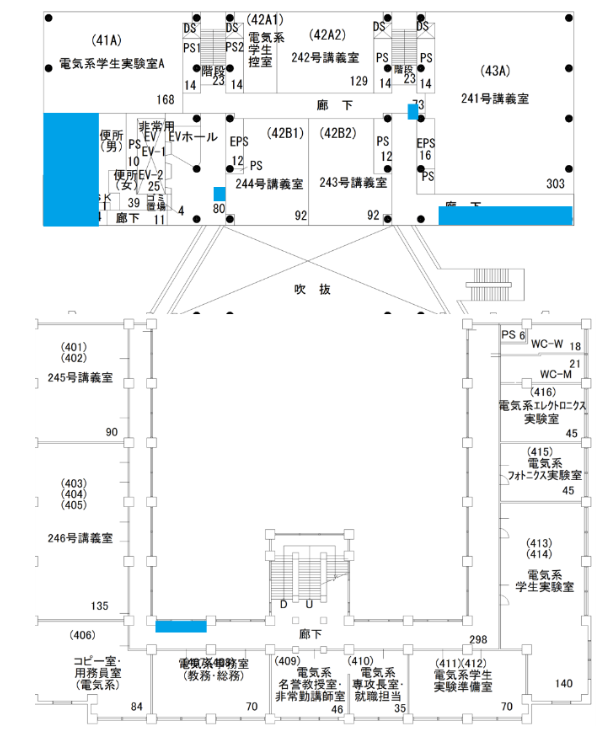 DS
DS
(42A1)
DS
DS
(41A)
電気系
学生
控室
(42A2)
PS1
PS2
242号講義室
PS
PS
電気系学生実験室A
階段
23
階段
23
(43A)
14
14
129
14
14
241号講義室
168
廊 下
73
非常用
便所
(男)
EV
EVホール
EV-1
PS
10
EPS
12
(42B1)
(42B2)
PS
12
EPS
16
PS
244号講義室
243号講義室
便所
(女)
EV-2
25
PS
303
39
ゴミ
置場
4
80
92
92
廊下
11
吹 抜
(401)
(402)
245号講義室
90
PS 6
WC-W
18
21
WC-M
(416)
電気系エレクトロニクス
実験室
45
(415)
電気系
フォトニクス実験室
45
(403)
(404)
(405)
246号講義室
135
(413)
(414)
電気系
学生実験室
140
D U
廊下
298
(406)
コピー室・
用務員室
(電気系)
84
電気系事務室
(教務・総務)
70
(409)
電気系
名誉教授室・
非常勤講師室
46
(410)
電気系
専攻長室・
就職担当
35
(411)(412)
電気系学生
実験準備室
70